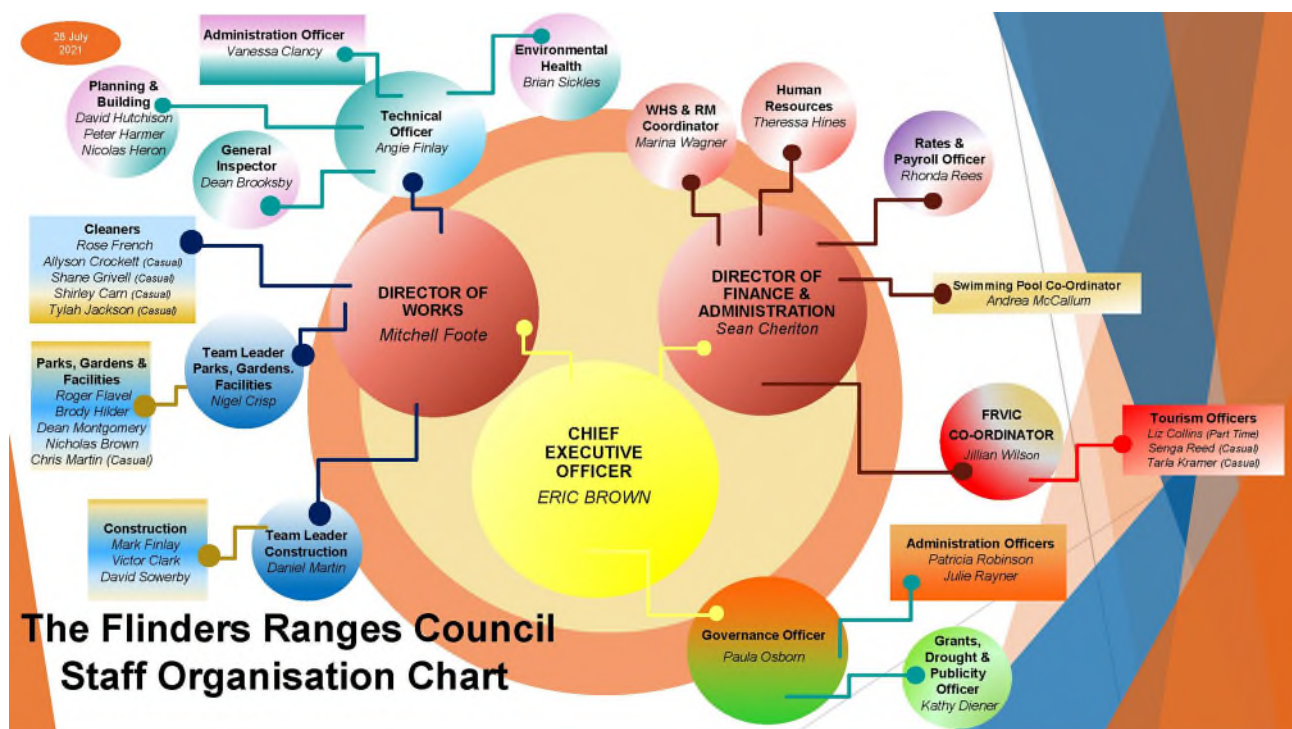 28 July
2021
Administration Officer
Vanessa Clancy
Environmental
Health
Brian Sickles
Planning &
Building
David Hutchison
Peter Harmer
Nicolas Heron
Technical
Officer
Angie Finlay
General
Inspector
Dean Brooksby
WHS & RM
Coordinator
Marina Wagner
Human
Resources
Theressa Hines
Rates &
Payroll Officer
Rhonda Rees
Cleaners
Rose French
Allyson Crockett (Casual)
Shane Grivell (Casual)
Shirley Carn (Casual)
Tylah Jackson (Casual)
DIRECTOR OF
WORKS
Mitchell Foote
DIRECTOR OF
FINANCE &
ADMINISTRATION
Sean Cheriton
Swimming Pool Co-Ordinator
Andrea McCallum
Parks, Gardens &
Facilities
Roger Flavel
Brody Hilder
Dean Montgomery
Nicholas Brown
Chris Martin (Casual)
Team Leader
Parks, Gardens.
Facilities
Nigel Crisp
CHIEF
EXECUTIVE
OFFICER
ERIC BROWN
FRVIC
CO-ORDINATOR
Jillian Wilson
Tourism Officers
Liz Collins (Part Time)
Senga Reed (Casual)
Tarla Kramer (Casual)
Construction
Mark Finlay
Victor Clark
David Sowerby
Team Leader
Construction
Daniel Martin
Administration Officers
Patricia Robinson
Julie Rayner
Governance Officer
Paula Osborn
Grants,
Drought &
Publicity
Officer
Kathy Diener
The Flinders Ranges Council
Staff Organisation Chart